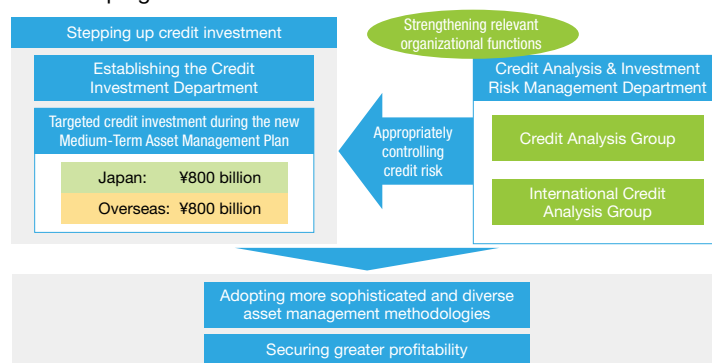 Stepping up credit investment
Establishing the Credit
Investment Department
Targeted credit investment during the new
Medium-Term Asset Management Plan
Japan: ¥800 billion
Overseas: ¥800 billion
Appropriately
controlling
credit risk
Strengthening relevant
organizational functions
Credit Analysis & Investment
Risk Management Department
Credit Analysis Group
International Credit
Analysis Group
Adopting more sophisticated and diverse
asset management methodologies
Securing greater profitability